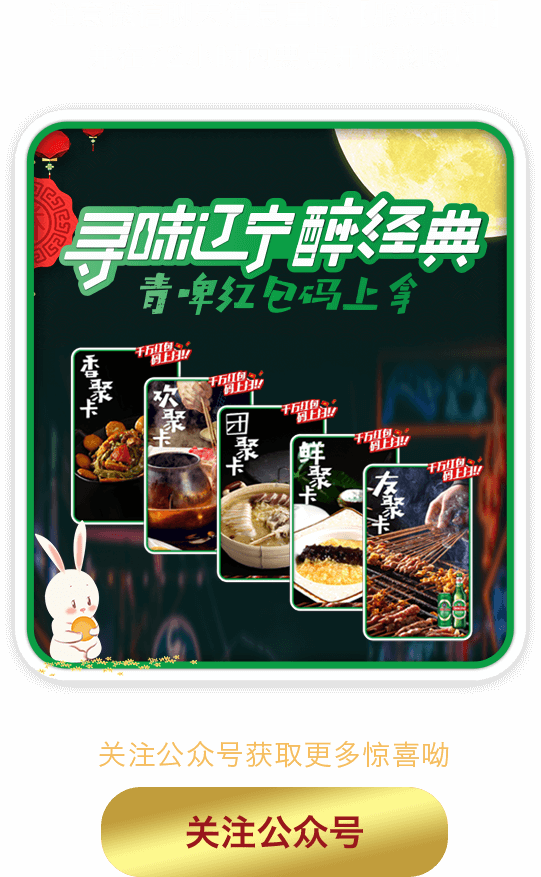 寻味辽宁醉经典
青啤红包码上拿
香聚卡
千万红包
码上扫!!
欢聚卡
千万红包
码上扫!!
团聚卡
千万红包
码上扫!!
鲜聚卡
千万红包
码上扫!!
友聚卡
千万红包
码上扫!!
关注公众号获取更多惊喜呦
关注公众号